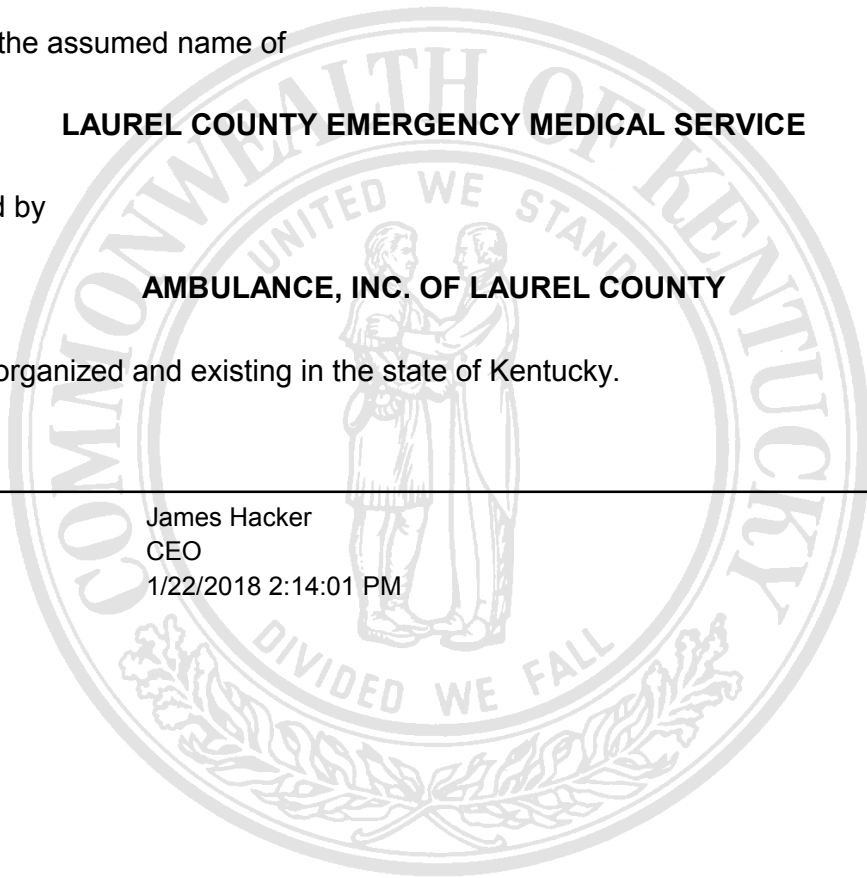 the assumed name of
LAUREL COUNTY EMERGENCY MEDICAL SERVICE
d by
AMBULANCE, INC. OF LAUREL COUNTY
organized and existing in the state of Kentucky.
James Hacker
CEO
1/22/2018 2:14:01 PM
COMMONWEALTH OF KENTUCKY
UNITED WE STAND
DIVIDED WE FALL